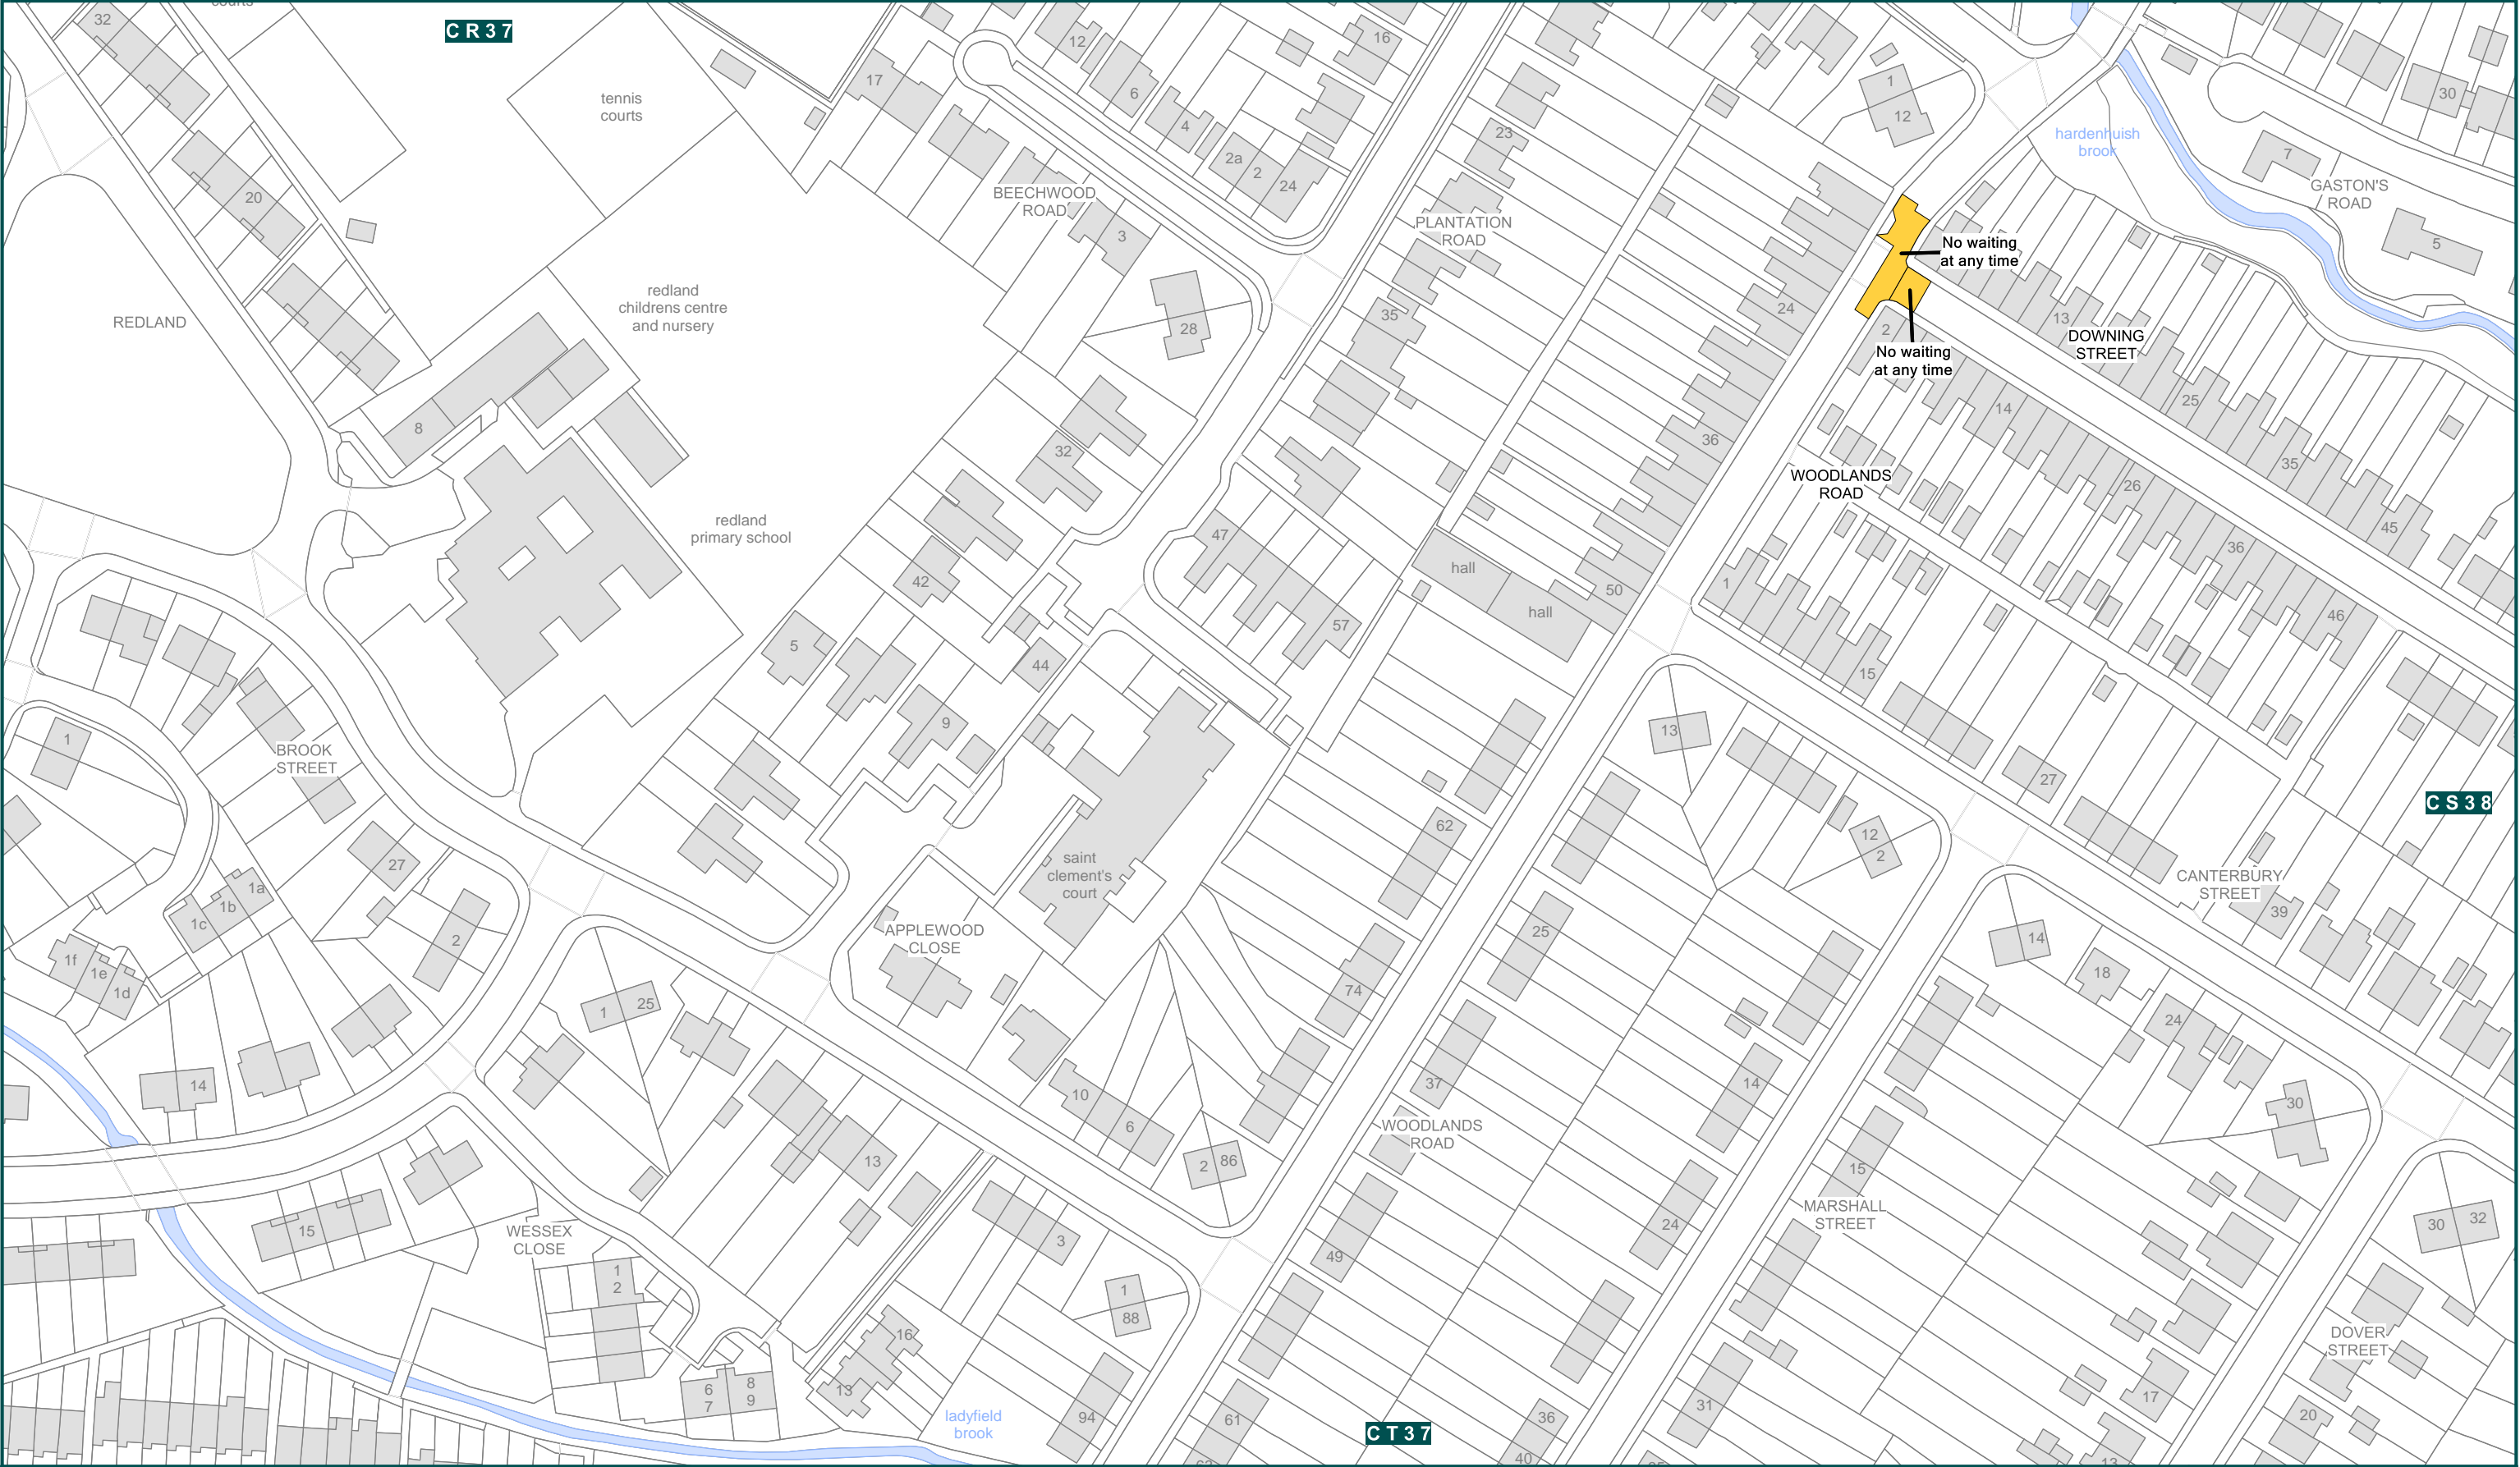 courts
CR37
32
12
16
17
6
tennis
courts
4
2a
2
24
20
BEECHWOOD
ROAD
3
REDLAND
redland
childrens centre
and nursery
28
8
32
redland
primary school
42
5
44
9
1
12
30
23
hardenhuish
brook
7
GASTON'S
ROAD
5
PLANTATION
ROAD
No waiting
at any time
35
24
2
13
DOWNING
STREET
No waiting
at any time
14
25
36
WOODLANDS
ROAD
26
35
45
36
47
hall
hall
50
1
46
57
15
13
27
1
BROOK
STREET
62
CS38
12
2
27
saint
clement's
court
1a
1b
1c
CANTERBURY
STREET
39
2
APPLEWOOD
CLOSE
25
14
1f
1e
1d
18
1
25
74
24
14
10
6
37
14
30
WOODLANDS
ROAD
2
86
13
15
MARSHALL
STREET
24
30
32
15
WESSEX
CLOSE
3
49
1
2
1
88
16
DOVER
STREET
6
7
8
9
13
17
31
20
ladyfield
brook
94
61
CT37
36
40
13